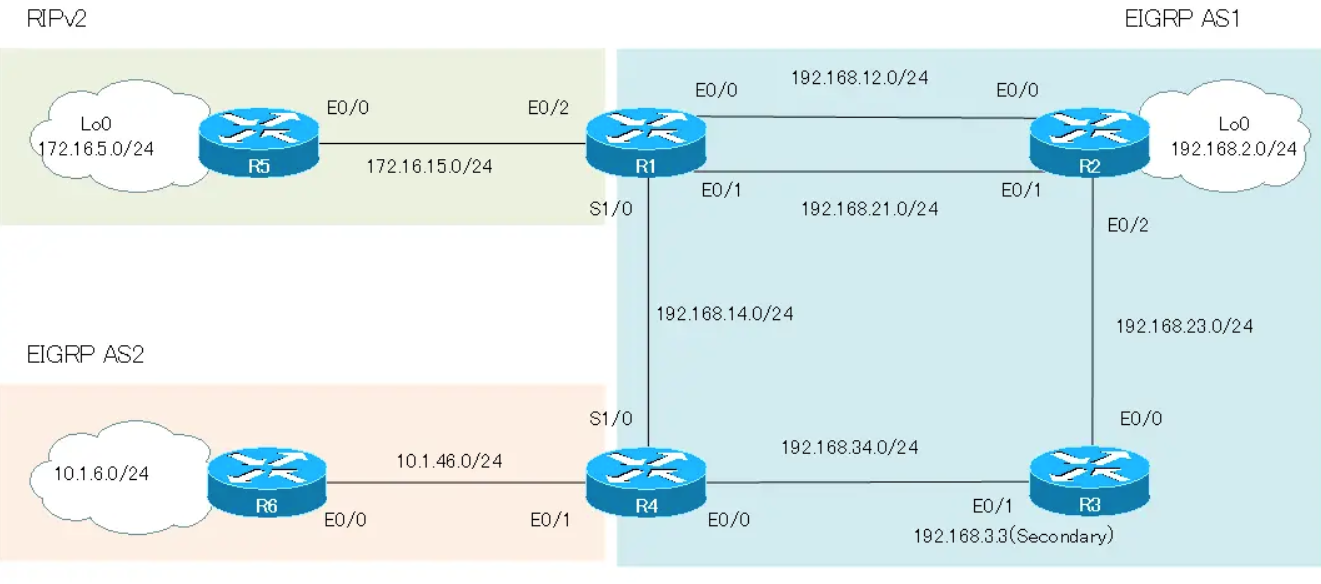 RIPv2
EIGRP AS1
192.168.12.0/24
E0/0
E0/2
E0/0
E0/0
Lo0
172.16.5.0/24
R5
172.16.15.0/24
R1
R2
Lo0
192.168.2.0/24
E0/1
192.168.21.0/24
E0/1
S1/0
E0/2
192.168.14.0/24
192.168.23.0/24
EIGRP AS2
S1/0
E0/0
192.168.34.0/24
10.1.6.0/24
10.1.46.0/24
R6
R4
R3
E0/0
E0/1
E0/0
E0/1
192.168.3.3(Secondary)